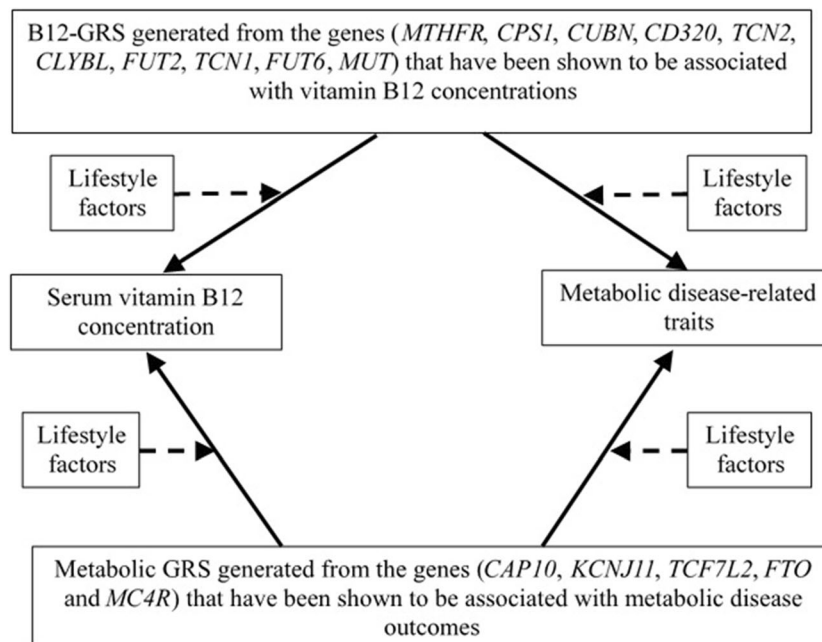 B12-GRS generated from the genes (MTHFR, CPS1, CUBN, CD320, TCN2,
CLYBL, FUT2, TCN1, FUT6, MUT) that have been shown to be associated
with vitamin B12 concentrations
Lifestyle
factors
Lifestyle
factors
Serum vitamin B12
concentration
Metabolic disease-related
traits
Lifestyle
factors
Lifestyle
factors
Metabolic GRS generated from the genes (CAP10, KCNJ11, TCF7L2, FTO
and MC4R) that have been shown to be associated with metabolic disease
outcomes